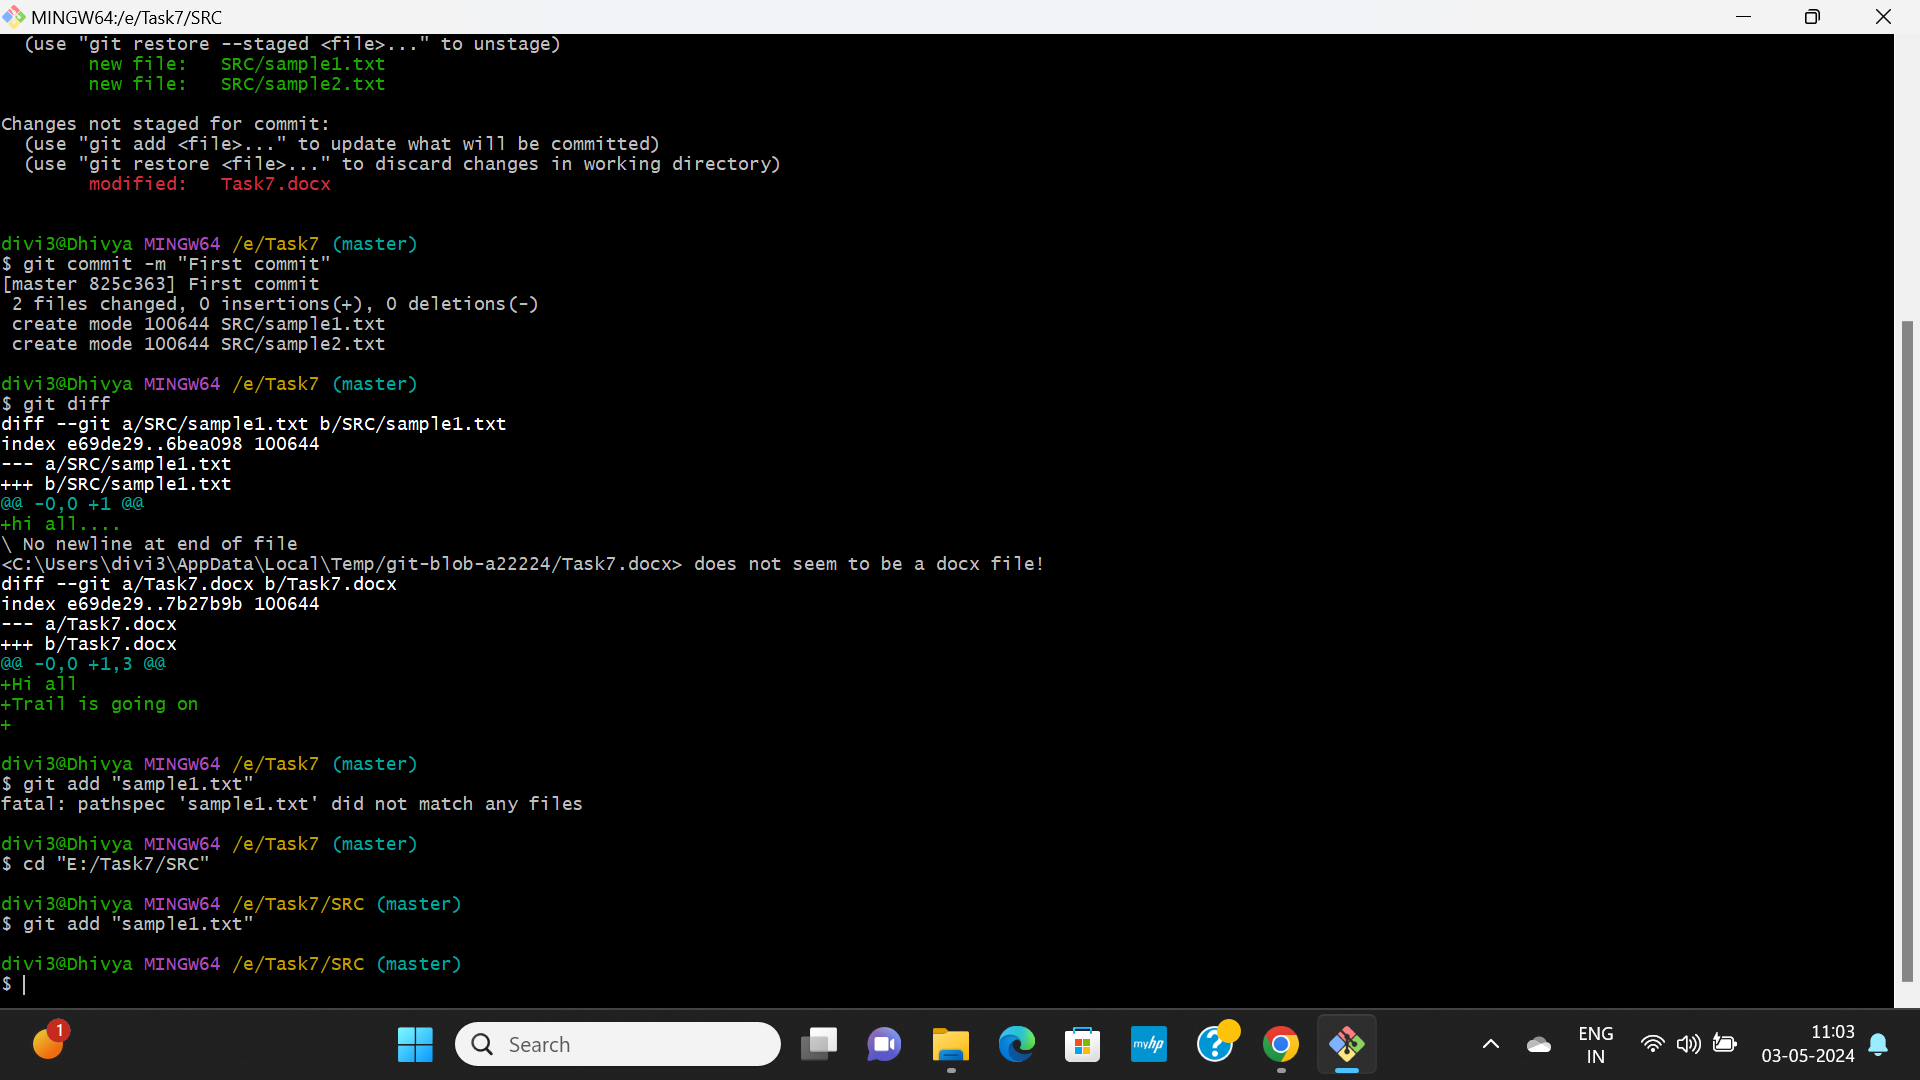 MINGW64:/e/Task7/SRC
(use "git restore --staged <file>..." to unstage)
new file:   SRC/sample1.txt
new file:   SRC/sample2.txt
Changes not staged for commit:
(use "git add <file>..." to update what will be committed)
(use "git restore <file>..." to discard changes in working directory)
modified:   Task7.docx
divi3@Dhivya MINGW64 /e/Task7 (master)
$ git commit -m "First commit"
[master 825c363] First commit
2 files changed, 0 insertions(+), 0 deletions(-)
create mode 100644 SRC/sample1.txt
create mode 100644 SRC/sample2.txt
divi3@Dhivya MINGW64 /e/Task7 (master)
$ git diff
diff --git a/SRC/sample1.txt b/SRC/sample1.txt
index e69de29..6bea098 100644
--- a/SRC/sample1.txt
+++ b/SRC/sample1.txt
@@ -0,0 +1 @@
+hi all....
\ No newline at end of file
<C:\Users\divi3\AppData\Local\Temp/git-blob-a22224/Task7.docx> does not seem to be a docx file!
diff --git a/Task7.docx b/Task7.docx
index e69de29..7b27b9b 100644
--- a/Task7.docx
+++ b/Task7.docx
@@ -0,0 +1,3 @@
+Hi all
+Trail is going on
+
divi3@Dhivya MINGW64 /e/Task7 (master)
$ git add "sample1.txt"
fatal: pathspec 'sample1.txt' did not match any files
divi3@Dhivya MINGW64 /e/Task7 (master)
$ cd "E:/Task7/SRC"
divi3@Dhivya MINGW64 /e/Task7/SRC (master)
$ git add "sample1.txt"
divi3@Dhivya MINGW64 /e/Task7/SRC (master)
$
1
Search
myhp
?
ENG
IN
11:03
03-05-2024